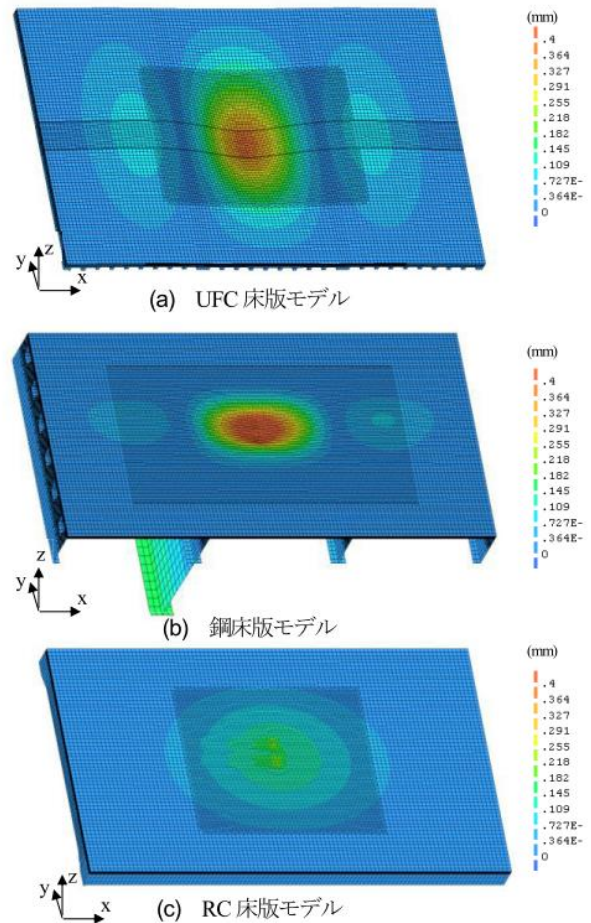 (mm)
.4
.364
.327
.291
.255
.218
.182
.145
.109
.727E-
.364E-
0
z
y
x
(a) UFC 床版モデル
(mm)
.4
.364
.327
.291
.255
.218
.182
.145
.109
.727E-
.364E-
0
z
y
x
(b) 鋼床版モデル
(mm)
.4
.364
.327
.291
.255
.218
.182
.145
.109
.727E-
.364E-
0
z
y
x
(c) RC 床版モデル